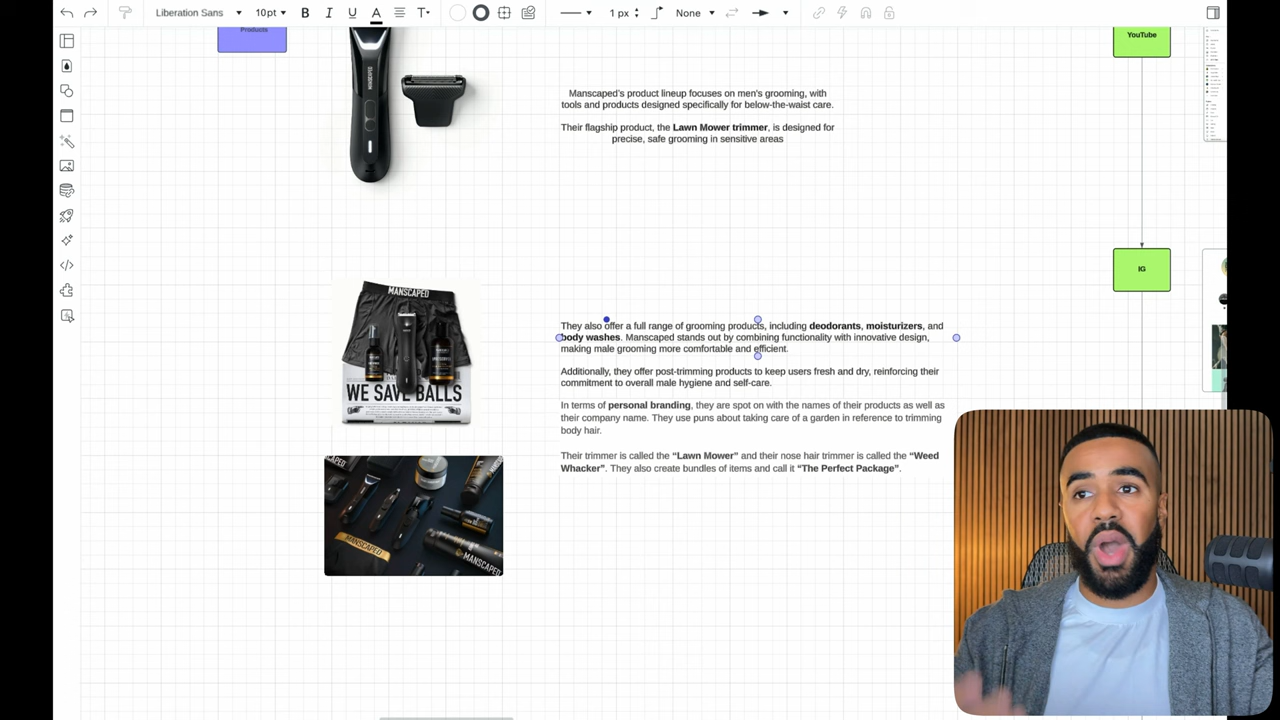 Liberation Sans
10pt
B
I
U
A
T
1 px
None
Products
YouTube
MANSCAPED
Manscaped's product lineup focuses on men's grooming, with
tools and products designed specifically for below-the-waist care.
Their flagship product, the Lawn Mower trimmer, is designed for
precise, safe grooming in sensitive areas
IG
MANSCAPED
WE SAVE BALLS
They also offer a full range of grooming products, including deodorants, moisturizers, and
body washes. Manscaped stands out by combining functionality with innovative design,
making male grooming more comfortable and efficient.
Additionally, they offer post-trimming products to keep users fresh and dry, reinforcing their
commitment to overall male hygiene and self-care.
In terms of personal branding, they are spot on with the names of their products as well as
their company name. They use puns about taking care of a garden in reference to trimming
body hair.
Their trimmer is called the “Lawn Mower” and their nose hair trimmer is called the “Weed
Whacker”. They also create bundles of items and call it “The Perfect Package”.
MANSCAPED
MANSCAPED